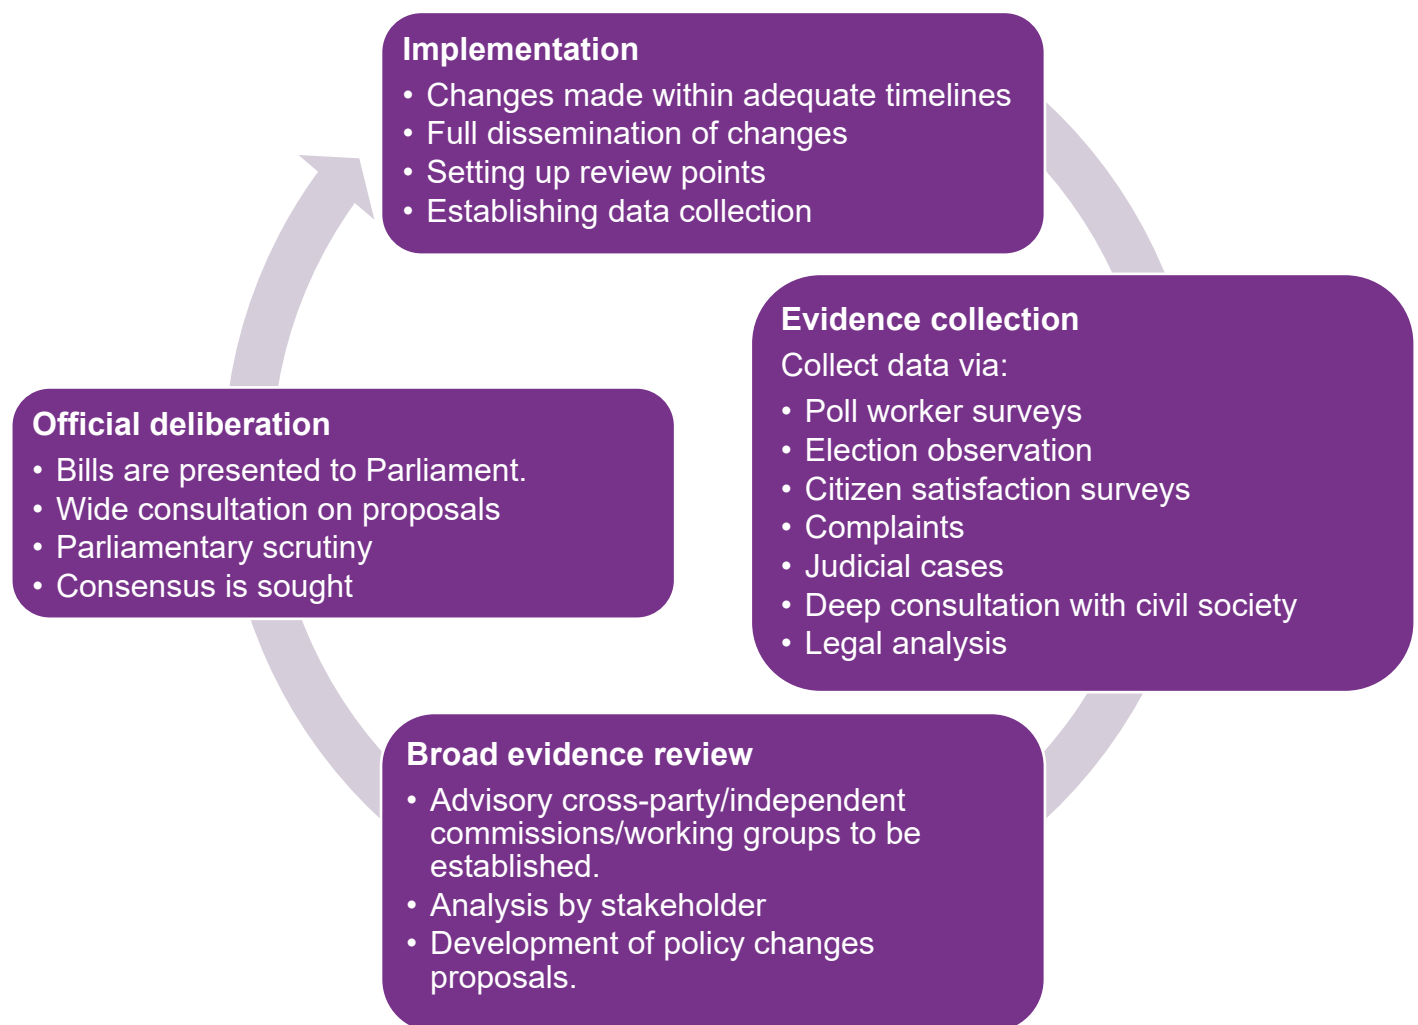 Implementation
• Changes made within adequate timelines
• Full dissemination of changes
• Setting up review points
• Establishing data collection
Evidence collection
Collect data via:
• Poll worker surveys
• Election observation
• Citizen satisfaction surveys
• Complaints
• Judicial cases
• Deep consultation with civil society
• Legal analysis
Broad evidence review
• Advisory cross-party/independent
commissions/working groups to be
established.
• Analysis by stakeholder
• Development of policy changes
proposals.
Official deliberation
• Bills are presented to Parliament.
• Wide consultation on proposals
• Parliamentary scrutiny
• Consensus is sought